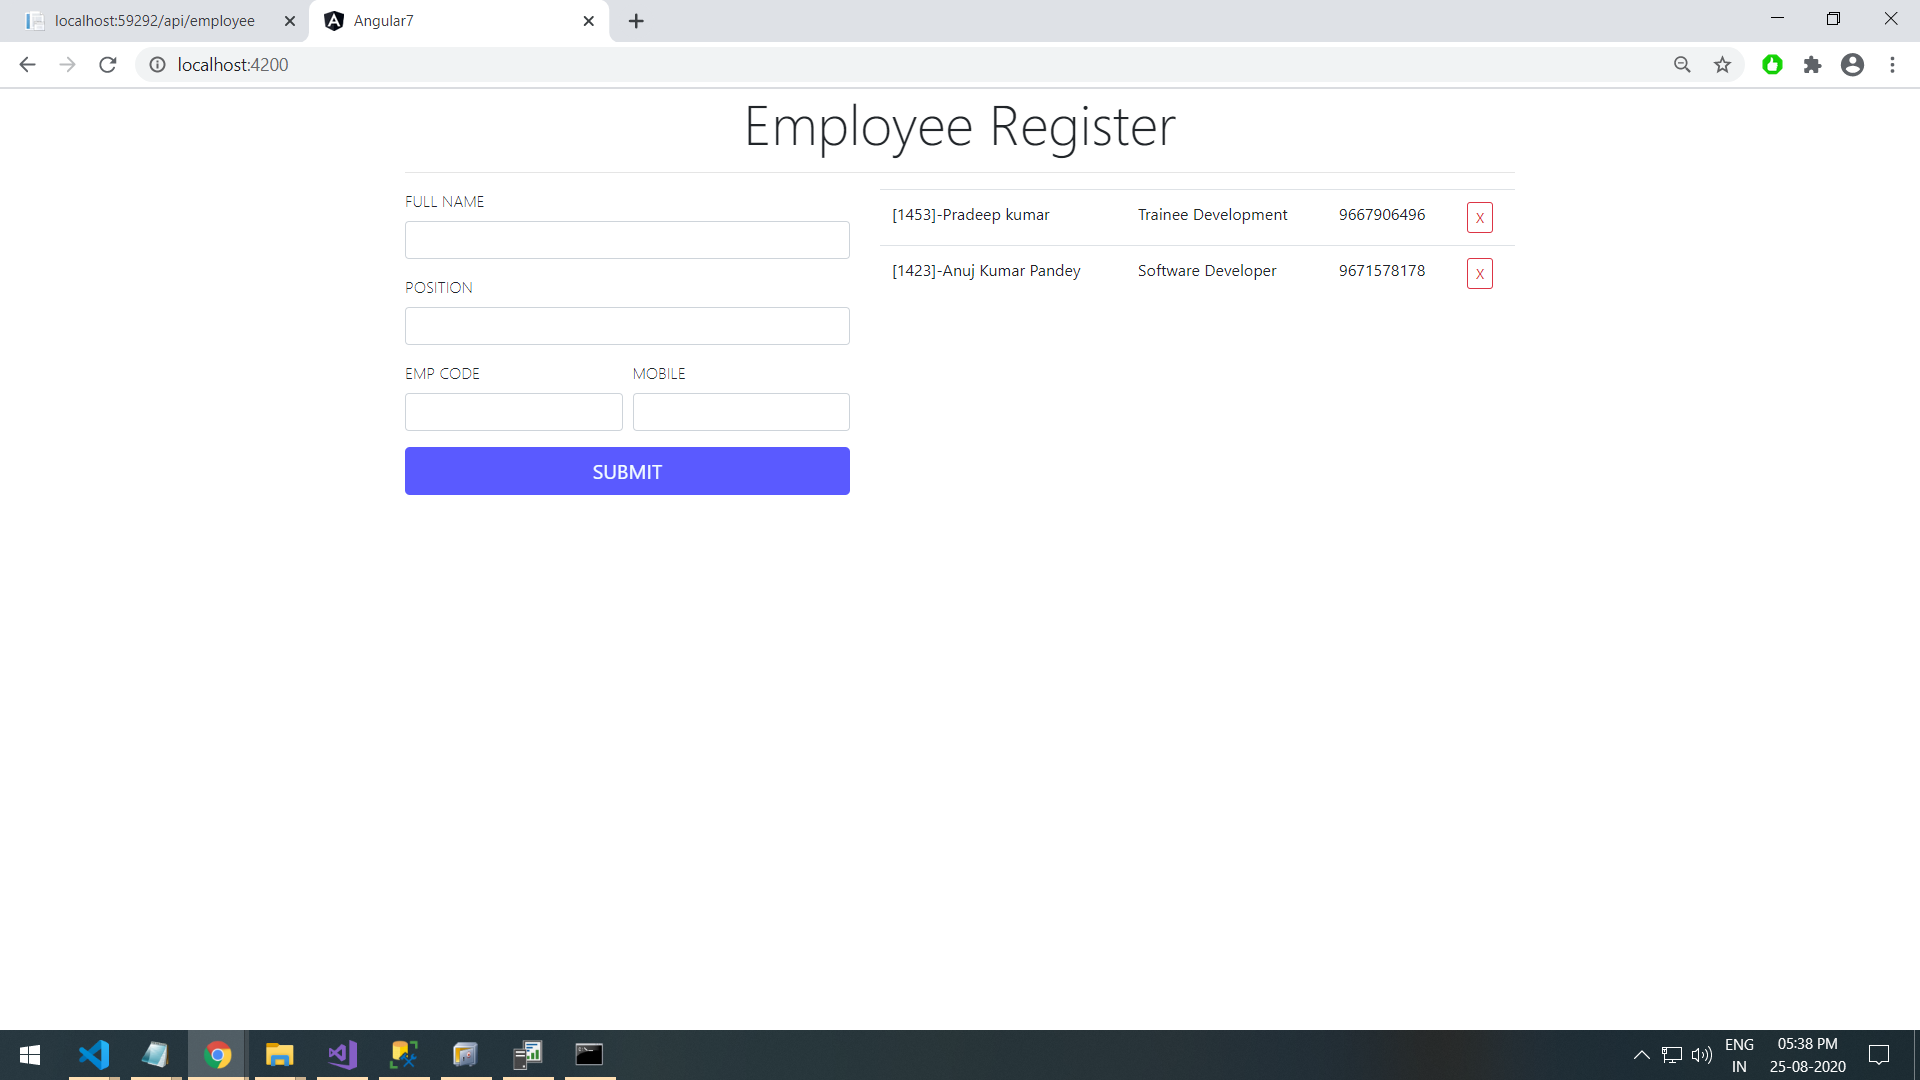 localhost:59292/api/employee
Angular7
localhost:4200
Employee Register
FULL NAME
POSITION
EMP CODE MOBILE
SUBMIT
[1453]-Pradeep kumar Trainee Development 9667906496 X
[1423]-Anuj Kumar Pandey Software Developer 9671578178 X
ENG 05:38 PM
IN 25-08-2020